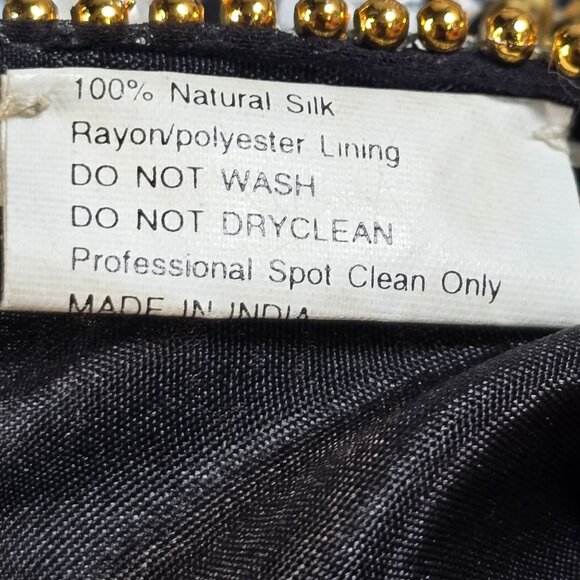 100% Natural Silk
Rayon/polyester Lining
DO NOT WASH
DO NOT DRYCLEAN
Professional Spot Clean Only
MADE IN INDIA